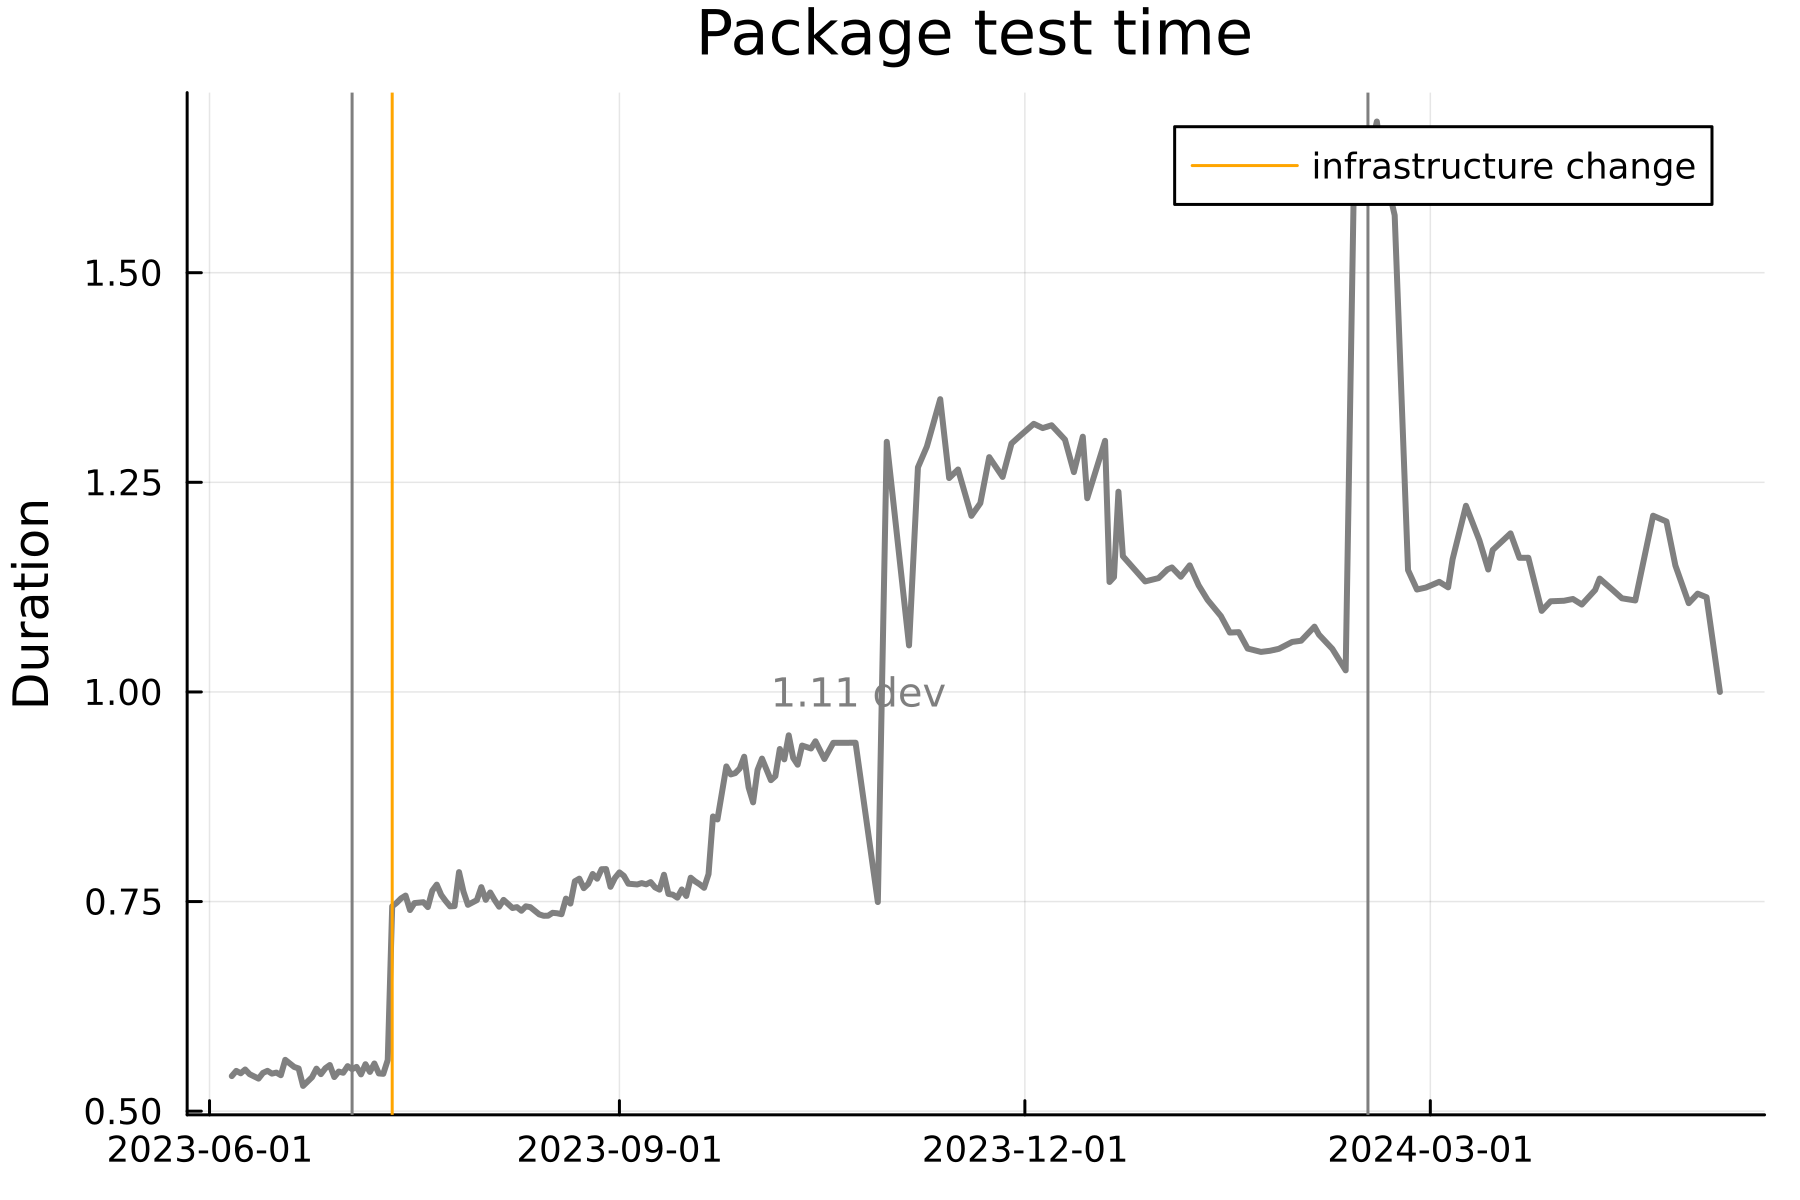 Package test time
infrastructure change
1.50
1.25
1.00
0.75
0.50
Duration
1.11 dev
2023-06-01
2023-09-01
2023-12-01
2024-03-01